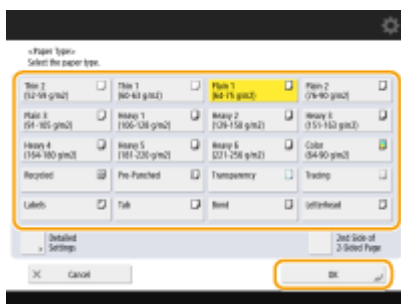 <Paper Type>
Select the paper type.
Thin 2
(52-59 g/m2)
Thin 1
(60-63 g/m2)
Plain 1
(64-75 g/m2)
Plain 2
(76-90 g/m2)
Plain 3
(91-105 g/m2)
Heavy 1
(106-128 g/m2)
Heavy 2
(129-150 g/m2)
Heavy 3
(151-163 g/m2)
Heavy 4
(164-180 g/m2)
Heavy 5
(181-220 g/m2)
Heavy 6
(221-256 g/m2)
Color
(64-90 g/m2)
Recycled
Pre-Punched
Transparency
Tracing
Labels
Tab
Bond
Letterhead
Detailed
Settings
2nd Side of
2-Sided Page
Cancel
OK